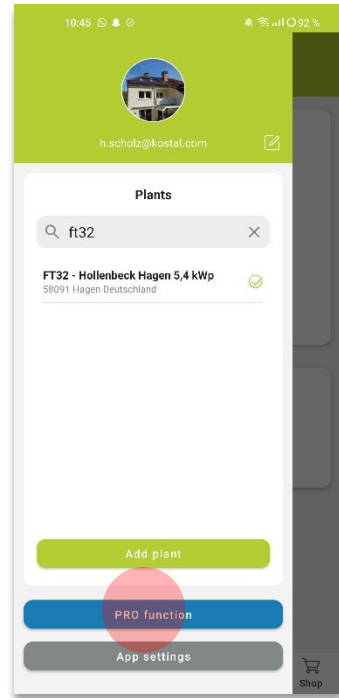 10:45 92 %
h.scholz@kostal.com
Plants
ft32
FT32 - Hollenbeck Hagen 5,4 kWp
58091 Hagen Deutschland
Add plant
PRO function
App settings
Shop